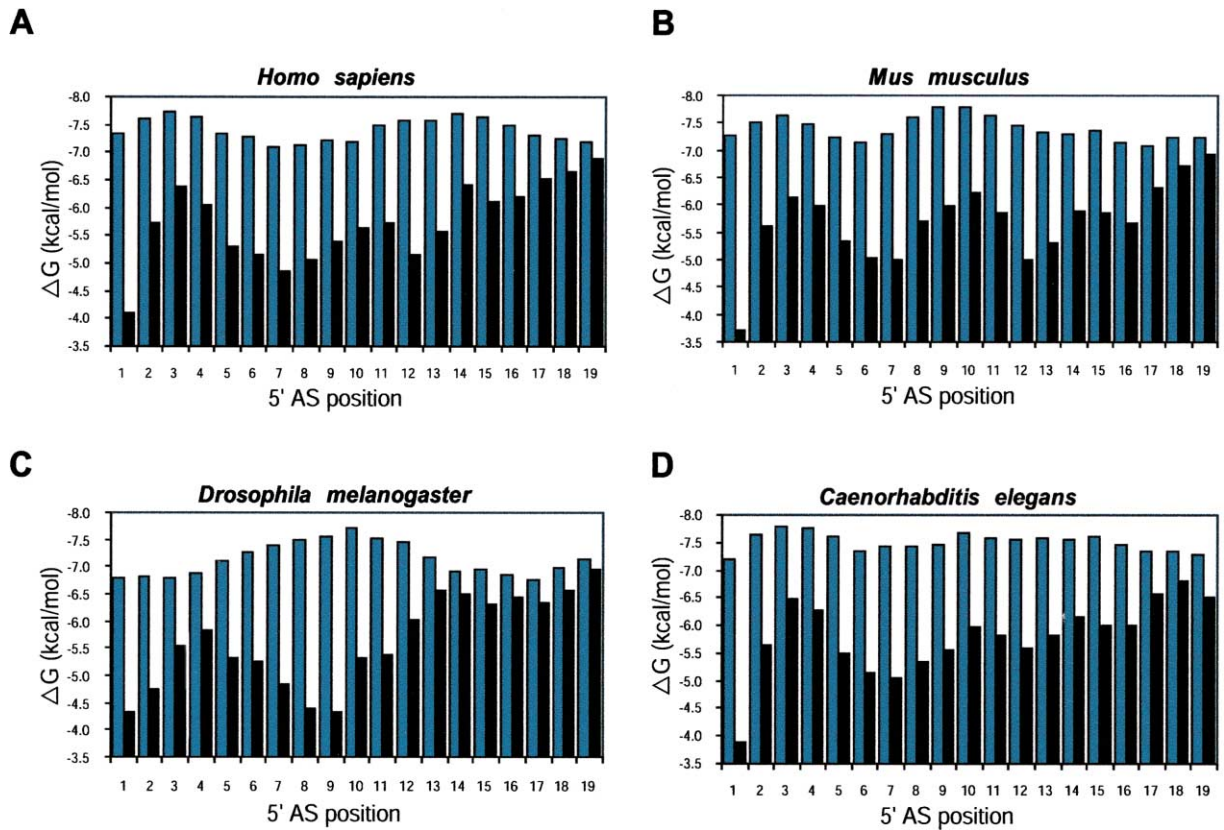 A
Homo sapiens
△G (kcal/mol)
-8.0
-7.5
-7.0
-6.5
-6.0
-5.5
-5.0
-4.5
-4.0
-3.5
1 2 3 4 5 6 7 8 9 10 11 12 13 14 15 16 17 18 19
5' AS position
B
Mus musculus
△G (kcal/mol)
-8.0
-7.5
-7.0
-6.5
-6.0
-5.5
-5.0
-4.5
-4.0
-3.5
1 2 3 4 5 6 7 8 9 10 11 12 13 14 15 16 17 18 19
5' AS position
C
Drosophila melanogaster
△G (kcal/mol)
-8.0
-7.5
-7.0
-6.5
-6.0
-5.5
-5.0
-4.5
-4.0
-3.5
1 2 3 4 5 6 7 8 9 10 11 12 13 14 15 16 17 18 19
5' AS position
D
Caenorhabditis elegans
△G (kcal/mol)
-8.0
-7.5
-7.0
-6.5
-6.0
-5.5
-5.0
-4.5
-4.0
-3.5
1 2 3 4 5 6 7 8 9 10 11 12 13 14 15 16 17 18 19
5' AS position